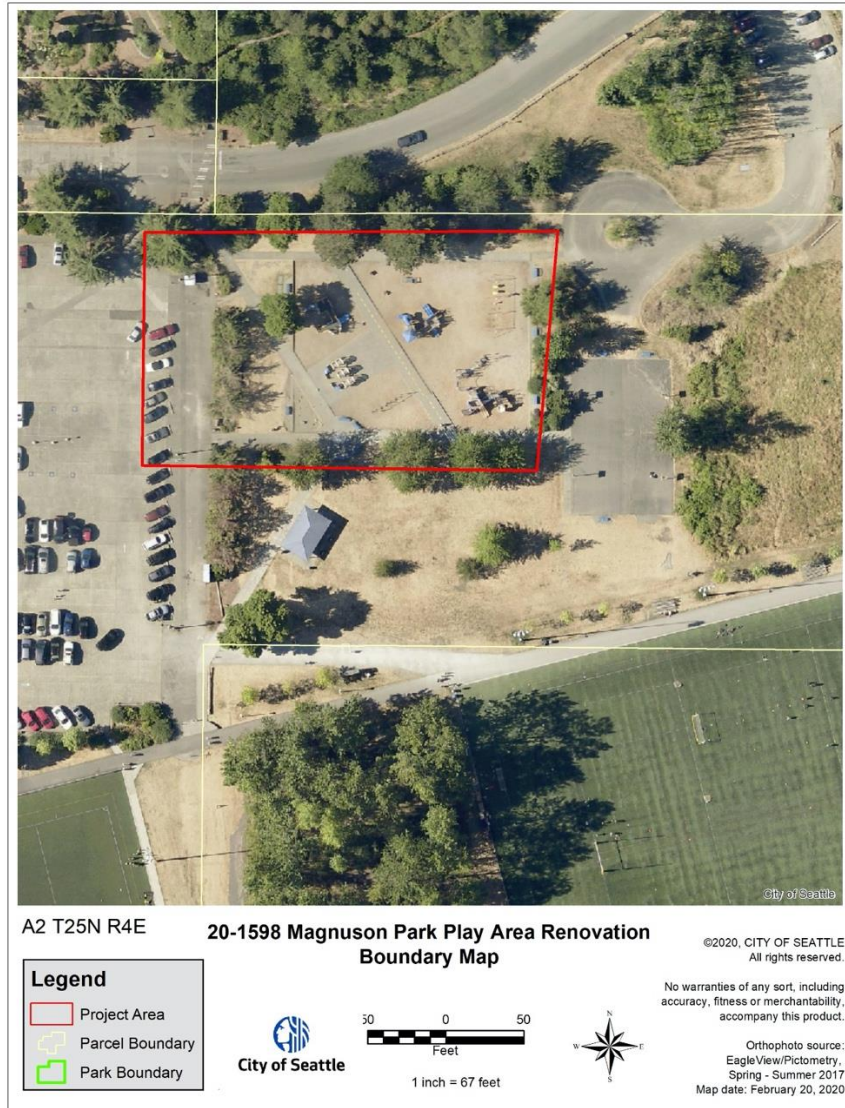 City of Seattle
A2 T25N R4E
20-1598 Magnuson Park Play Area Renovation
Boundary Map
Legend
Project Area
Parcel Boundary
Park Boundary
City of Seattle
50 0 50
Feet
1 inch = 67 feet
N
W E
S
©2020, CITY OF SEATTLE
All rights reserved.
No warranties of any sort, including
accuracy, fitness or merchantability,
accompany this product.
Orthophoto source:
EagleView/Pictometry,
Spring - Summer 2017
Map date: February 20, 2020